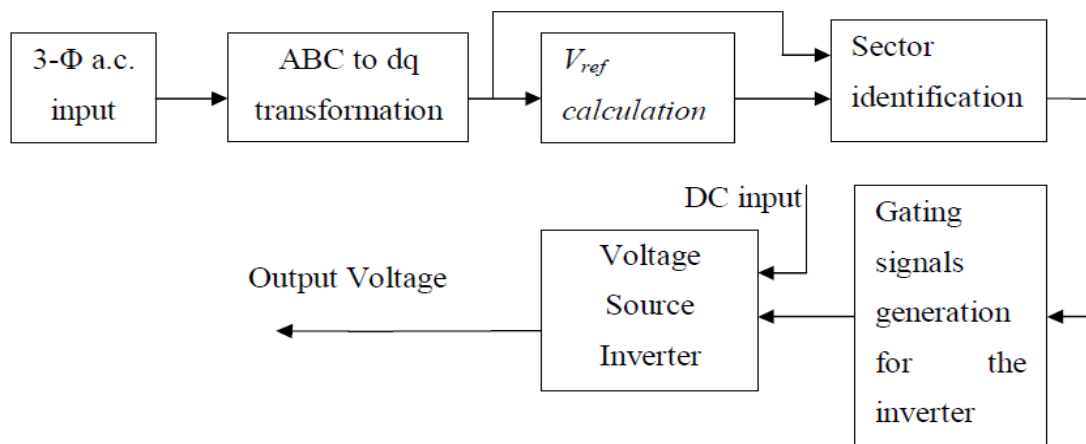 3-Φ a.c.
input
ABC to dq
transformation
V_ref
calculation
Sector
identification
DC input
Gating
signals
generation
for the
inverter
Voltage
Source
Inverter
Output Voltage